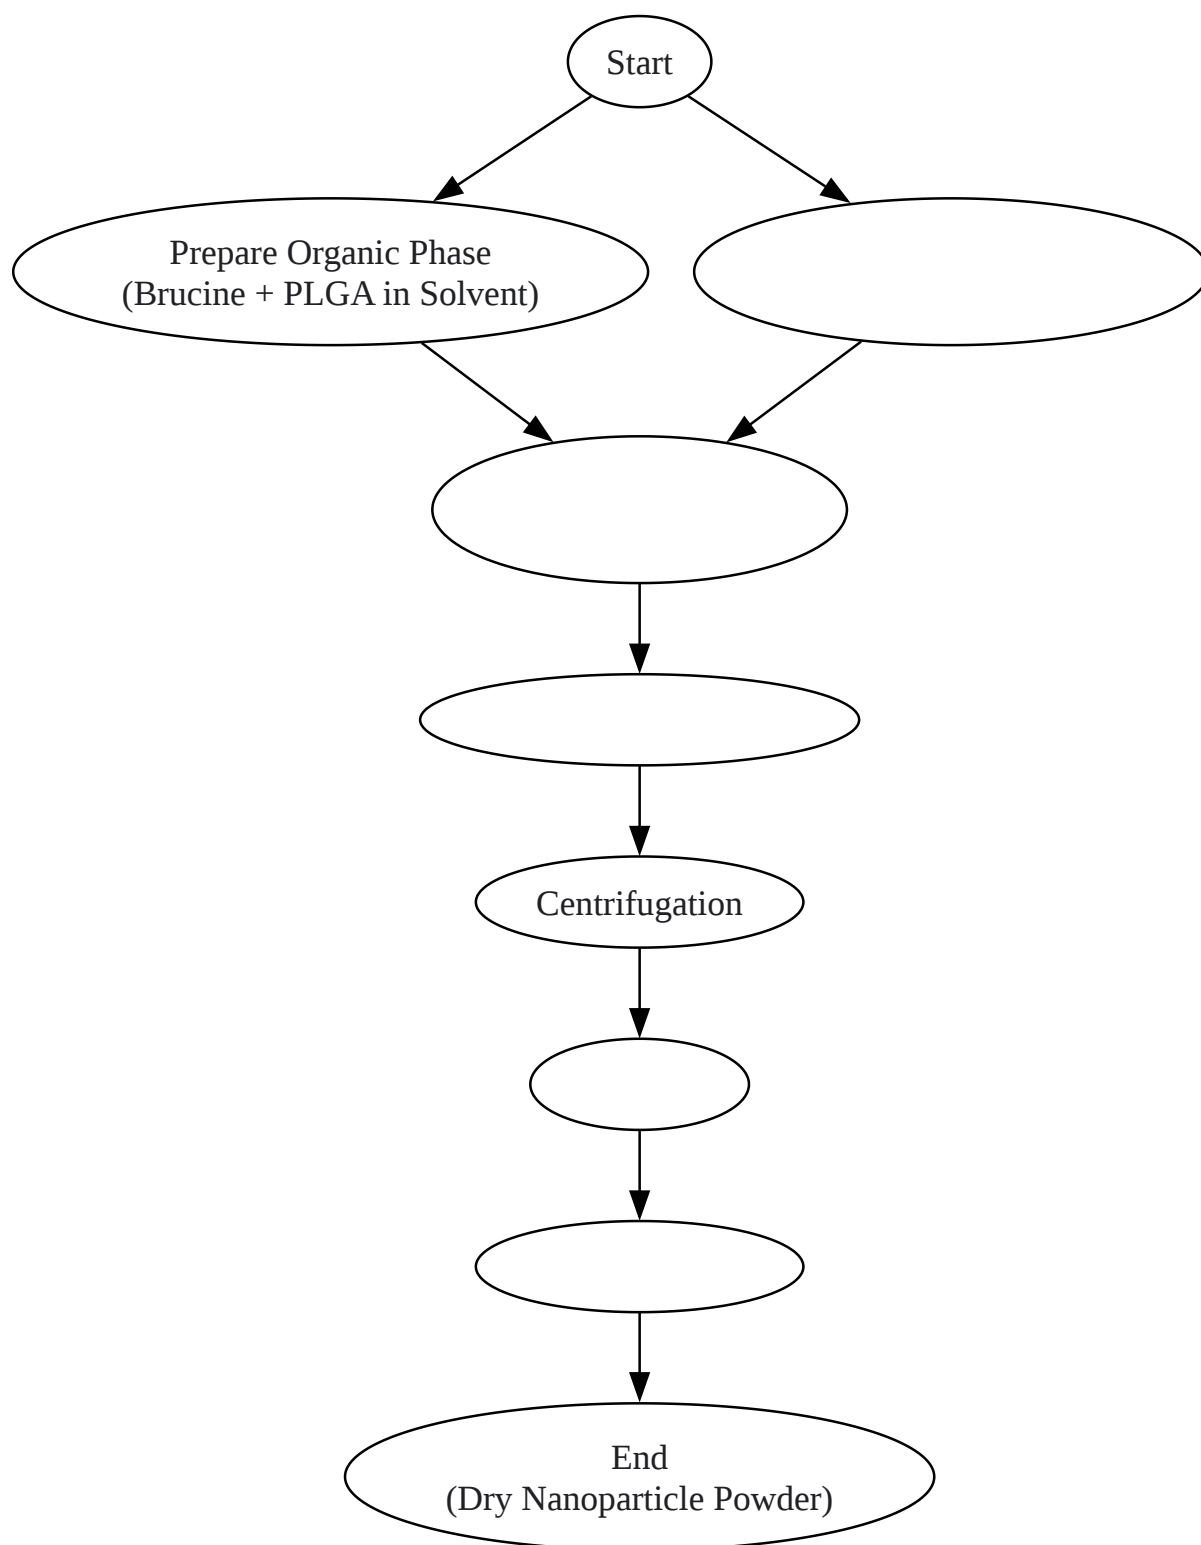 Start
Prepare Organic Phase
(Brucine + PLGA in Solvent)
Centrifugation
End
(Dry Nanoparticle Powder)